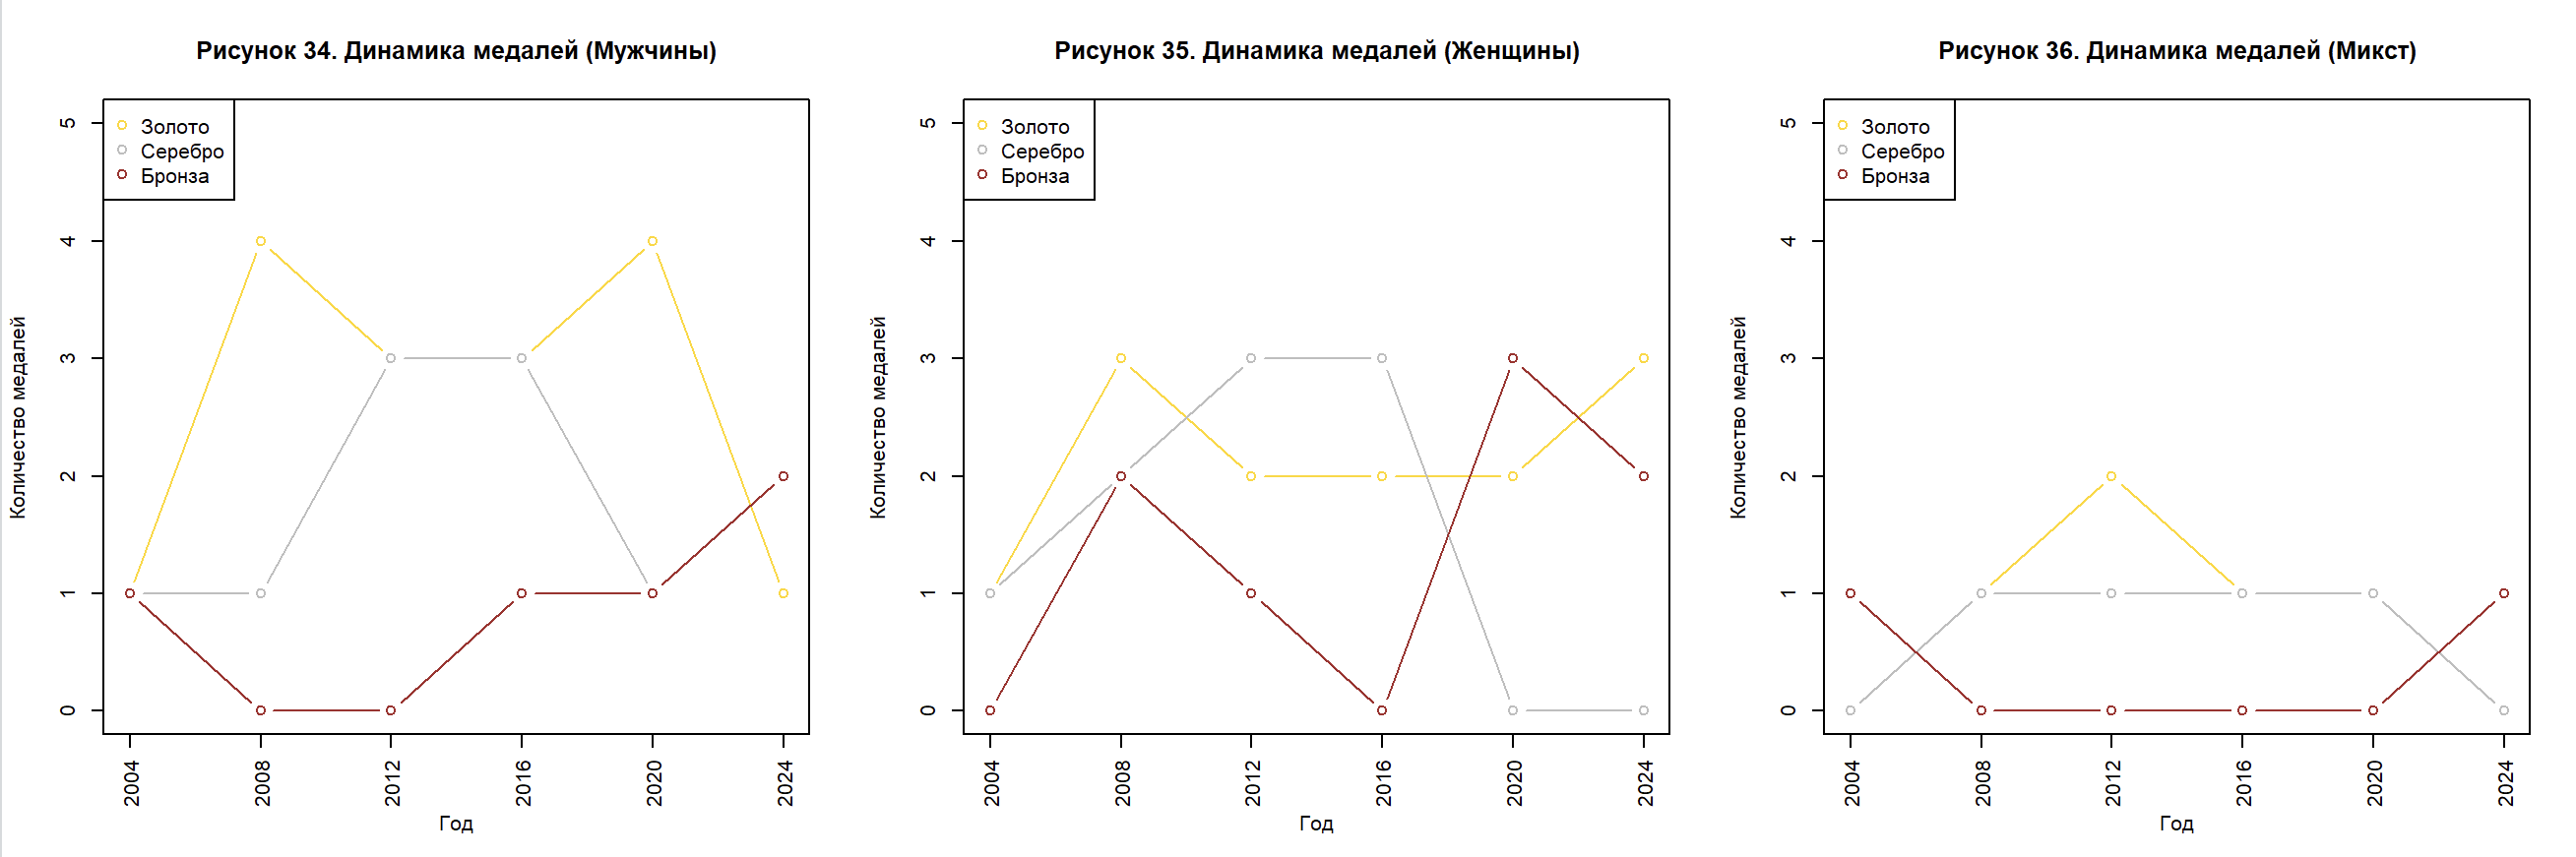 Рисунок 34. Динамика медалей (Мужчины)
Золото
Серебро
Бронза
5
4
3
2
1
0
Количество медалей
2004
2008
2012
2016
2020
2024
Год
Рисунок 35. Динамика медалей (Женщины)
Золото
Серебро
Бронза
5
4
3
2
1
0
Количество медалей
2004
2008
2012
2016
2020
2024
Год
Рисунок 36. Динамика медалей (Микст)
Золото
Серебро
Бронза
5
4
3
2
1
0
Количество медалей
2004
2008
2012
2016
2020
2024
Год